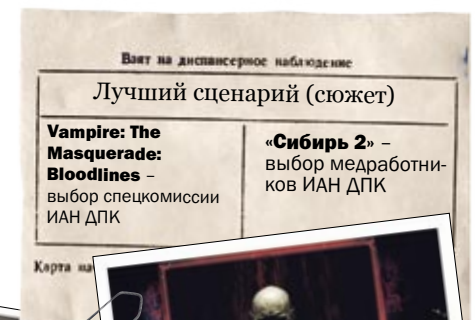 Взят на диспансерное наблюдение
Лучший сценарий (сюжет)
Vampire: The
Masquerade:
Bloodlines –
выбор спецкомиссии
ИАН ДПК
«Сибирь 2» –
выбор медработни-
ков ИАН ДПК
Карта